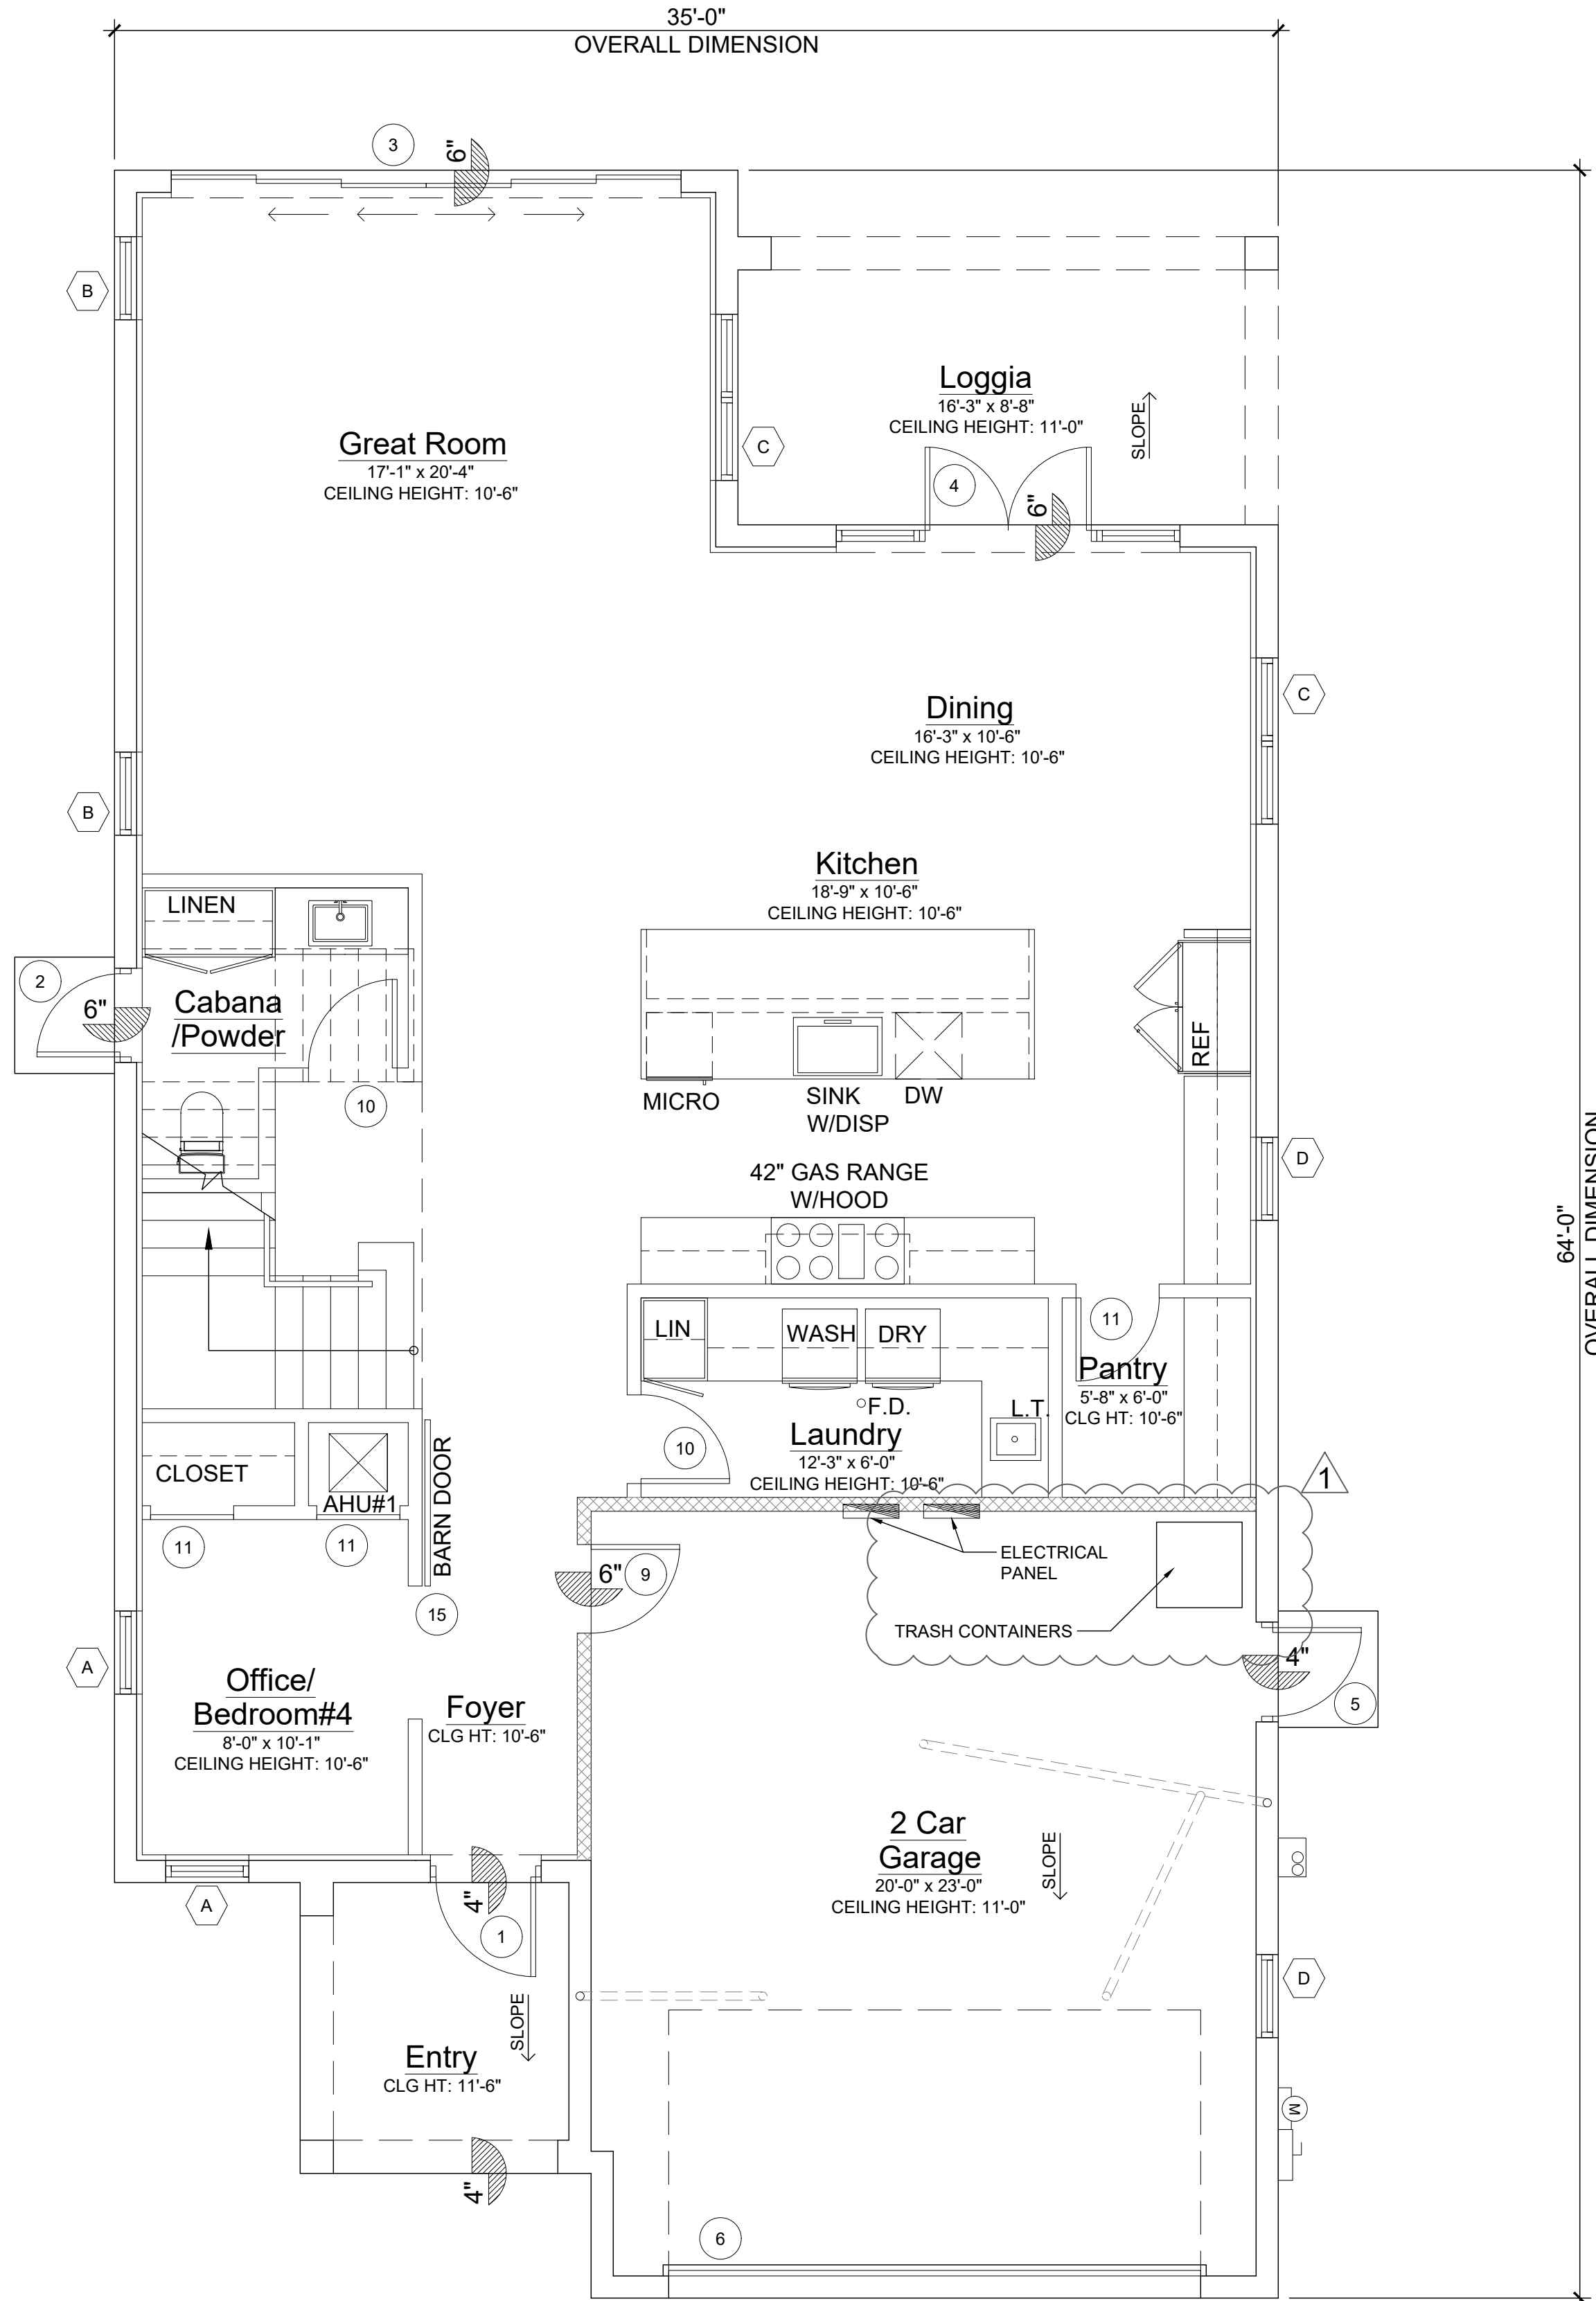 35'-0"
OVERALL DIMENSION
3
6"
B
Loggia
16'-3" x 8'-8"
CEILING HEIGHT: 11'-0"
SLOPE
Great Room
17'-1" x 20'-4"
CEILING HEIGHT: 10'-6"
C
4
6"
C
Dining
16'-3" x 10'-6"
CEILING HEIGHT: 10'-6"
B
Kitchen
18'-9" x 10'-6"
CEILING HEIGHT: 10'-6"
LINEN
2
6"
Cabana
/Powder
REF
10
MICRO
SINK
W/DISP
DW
D
42" GAS RANGE
W/HOOD
64'-0"
OVERALL DIMENSION
LIN
WASH
DRY
11
Pantry
5'-8" x 6'-0"
CLG HT: 10'-6"
F.D.
L.T.
10
Laundry
12'-3" x 6'-0"
CEILING HEIGHT: 10'-6"
CLOSET
AHU#1
BARN DOOR
1
11
11
ELECTRICAL
PANEL
6"
9
15
TRASH CONTAINERS
4"
5
A
Office/
Bedroom#4
8'-0" x 10'-1"
CEILING HEIGHT: 10'-6"
Foyer
CLG HT: 10'-6"
2 Car
Garage
20'-0" x 23'-0"
CEILING HEIGHT: 11'-0"
SLOPE
A
4"
1
D
SLOPE
Entry
CLG HT: 11'-6"
M
4"
6